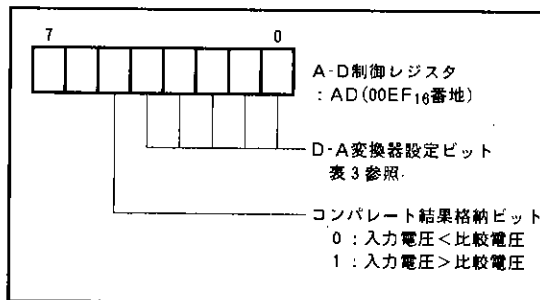 7 0
A-D制御レジスタ
: AD(00EF₁₆番地)
D-A変換器設定ビット
表3参照.
コンパレート結果格納ビット
0:入力電圧<比較電圧
1:入力電圧>比較電圧